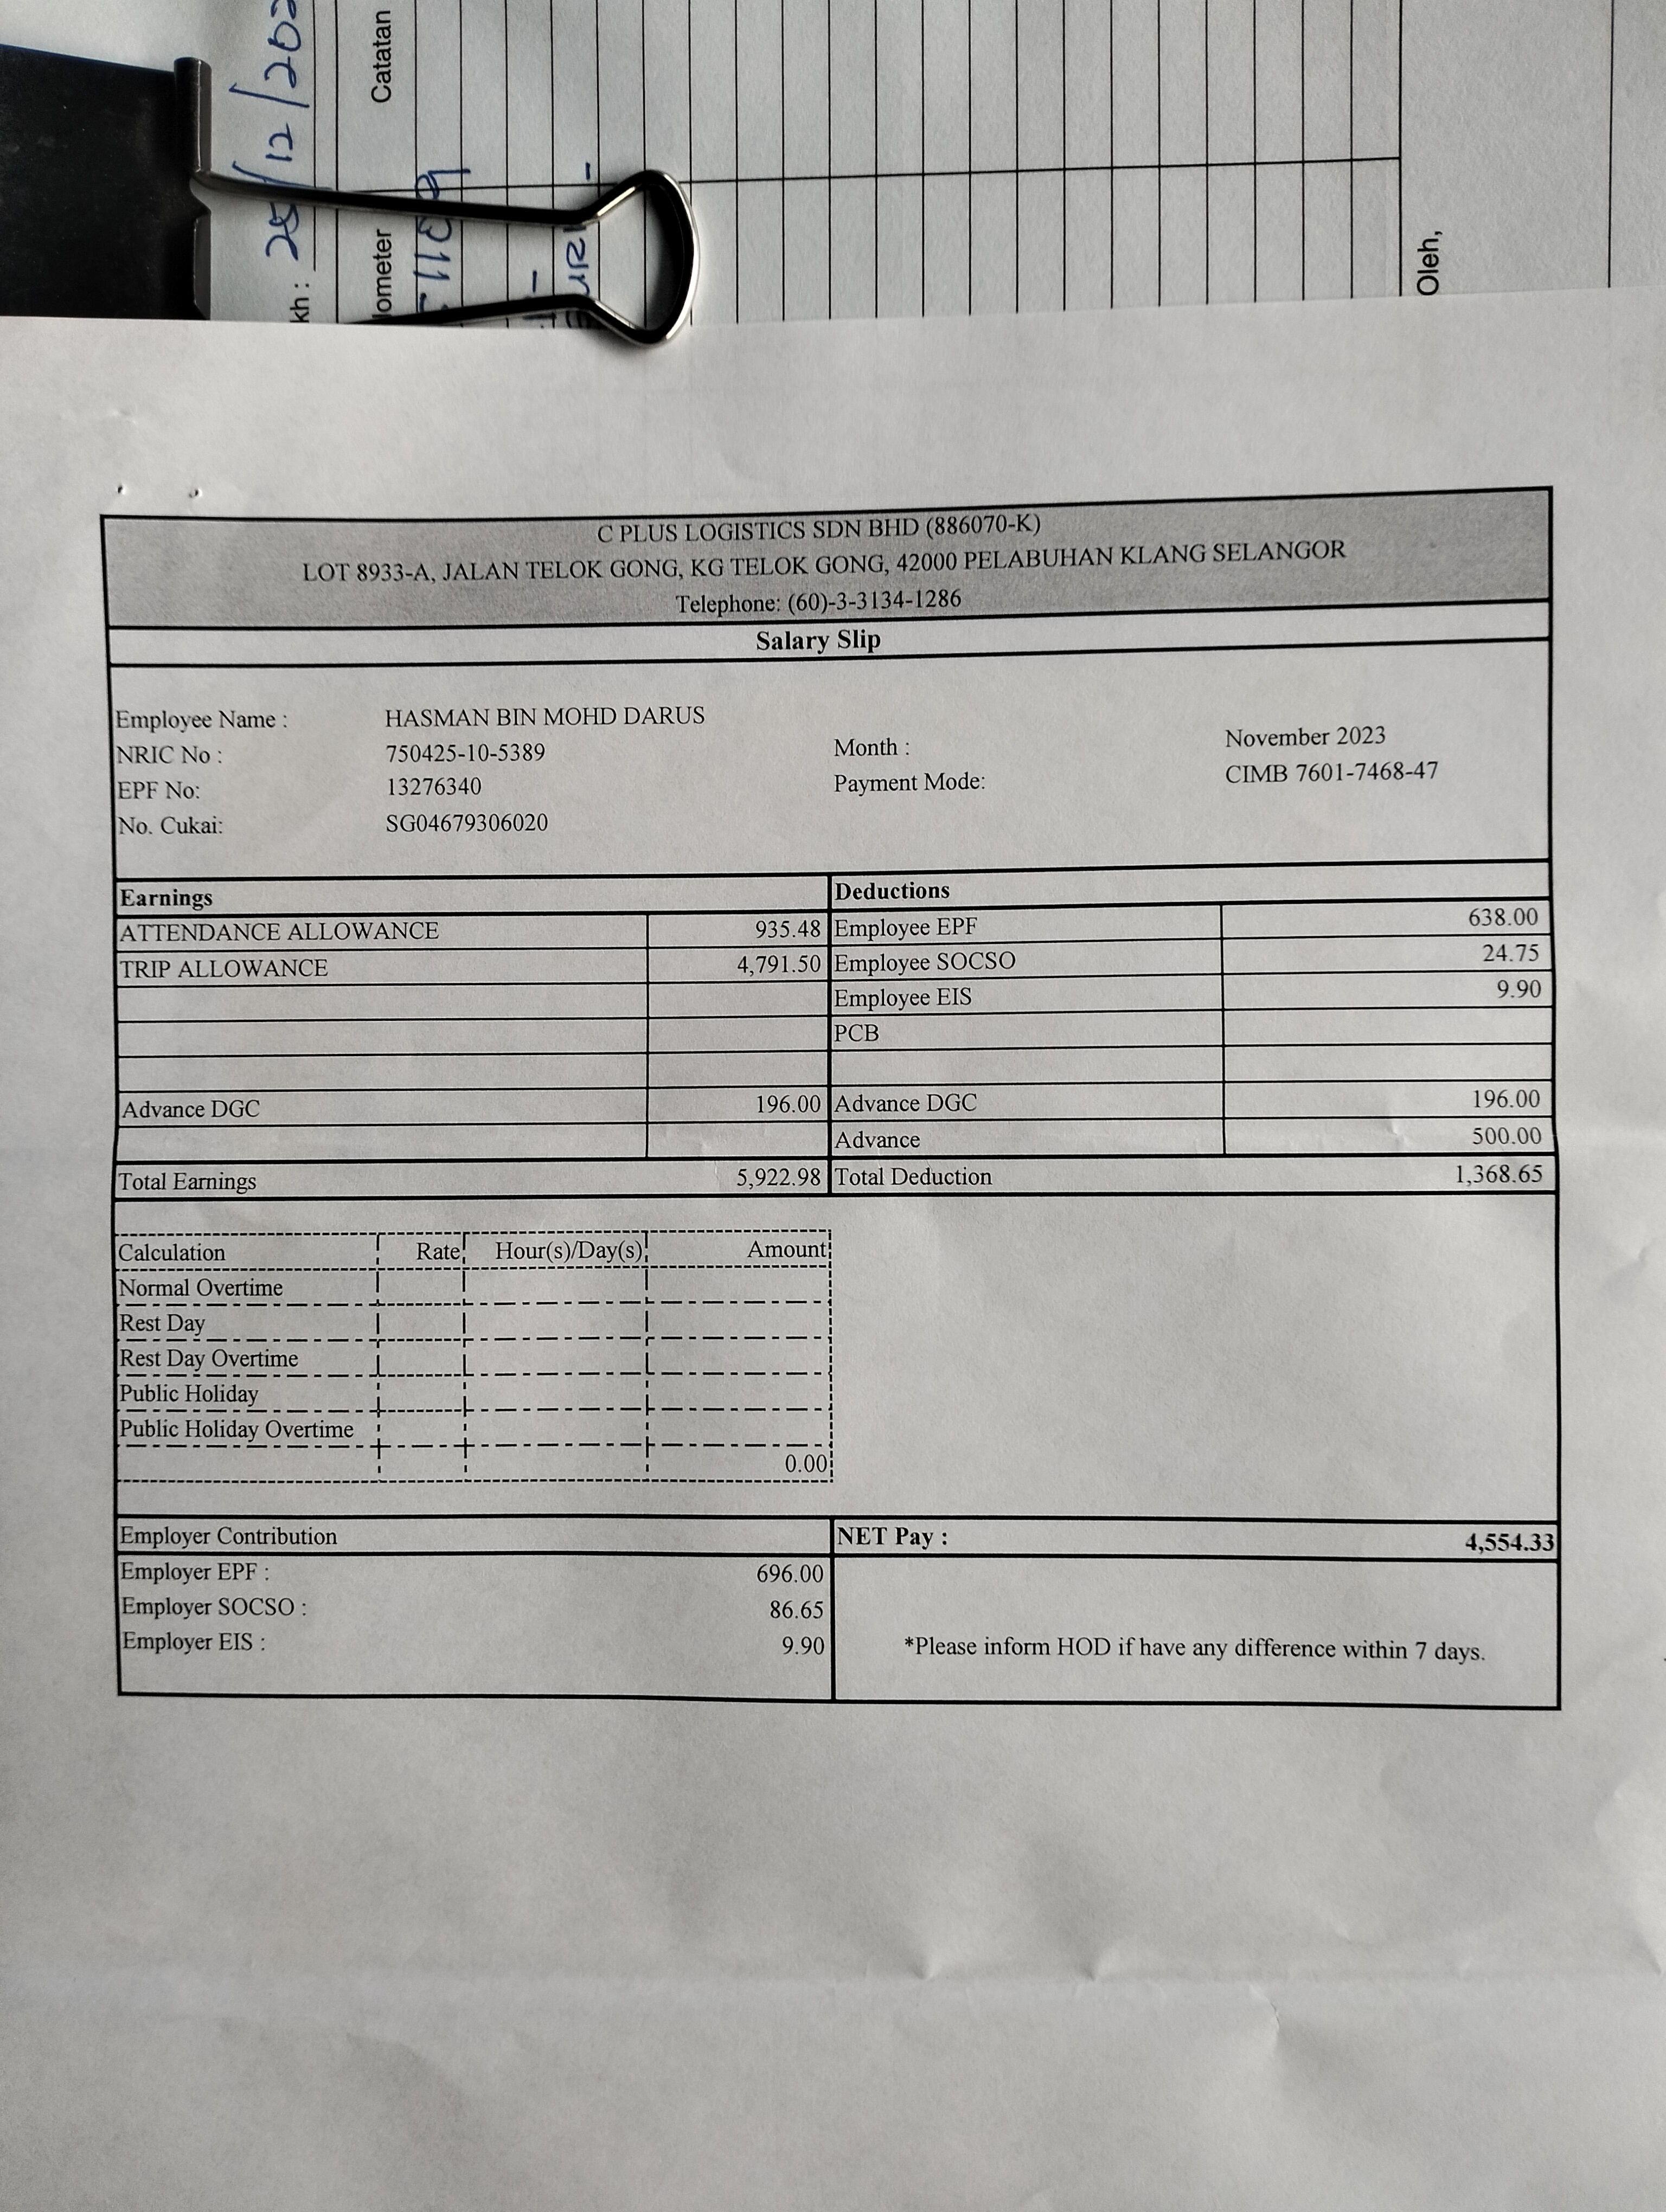 25/12/202
Catatan
kh :
lometer
Oleh,
C PLUS LOGISTICS SDN BHD (886070-K)
LOT 8933-A, JALAN TELOK GONG, KG TELOK GONG, 42000 PELABUHAN KLANG SELANGOR
Telephone: (60)-3-3134-1286
Salary Slip
Employee Name : HASMAN BIN MOHD DARUS
NRIC No : 750425-10-5389 Month : November 2023
EPF No: 13276340 Payment Mode: CIMB 7601-7468-47
No. Cukai: SG04679306020
Earnings Deductions
ATTENDANCE ALLOWANCE 935.48 Employee EPF 638.00
TRIP ALLOWANCE 4,791.50 Employee SOCSO 24.75
Employee EIS 9.90
PCB
Advance DGC 196.00 Advance DGC 196.00
Advance 500.00
Total Earnings 5,922.98 Total Deduction 1,368.65
Calculation Rate Hour(s)/Day(s) Amount
Normal Overtime
Rest Day
Rest Day Overtime
Public Holiday
Public Holiday Overtime
0.00
Employer Contribution NET Pay : 4,554.33
Employer EPF : 696.00
Employer SOCSO : 86.65
Employer EIS : 9.90 *Please inform HOD if have any difference within 7 days.